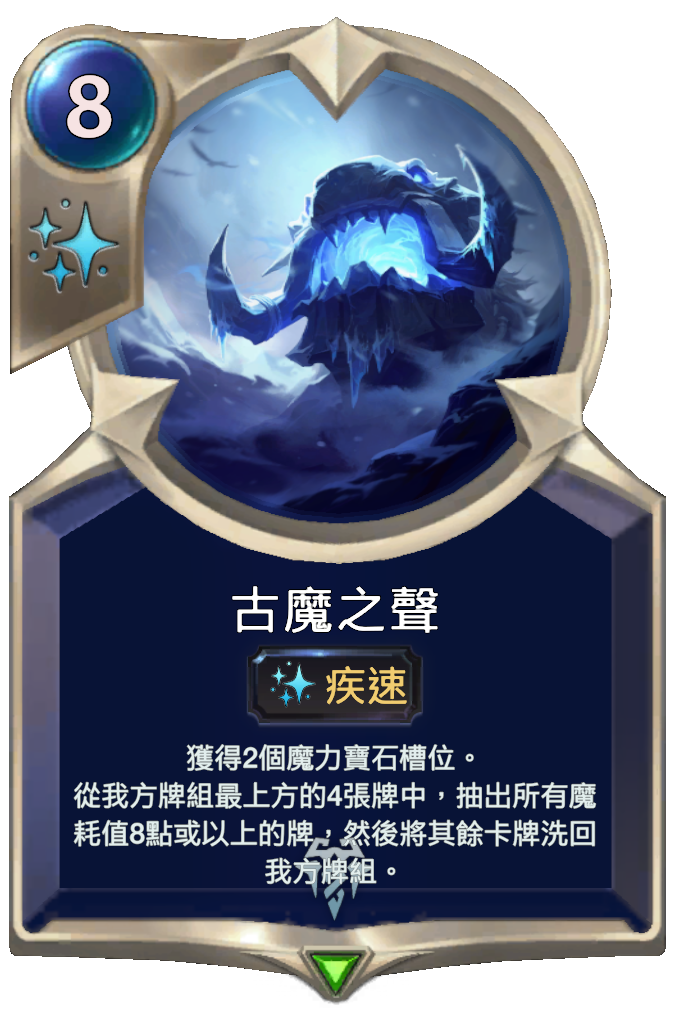 8
古魔之聲
疾速
獲得2個魔力寶石槽位。
從我方牌組最上方的4張牌中，抽出所有魔
耗值8點或以上的牌，然後將其餘卡牌洗回
我方牌組。